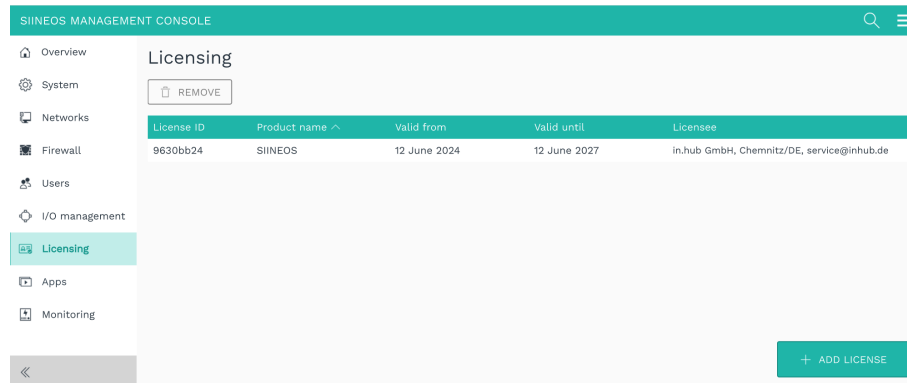 SIINEOS MANAGEMENT CONSOLE
Overview
System
Networks
Firewall
Users
I/O management
Licensing
Apps
Monitoring
Licensing
REMOVE
License ID Product name Valid from Valid until Licensee
9630bb24 SIINEOS 12 June 2024 12 June 2027 in.hub GmbH, Chemnitz/DE, service@inhub.de
+ ADD LICENSE